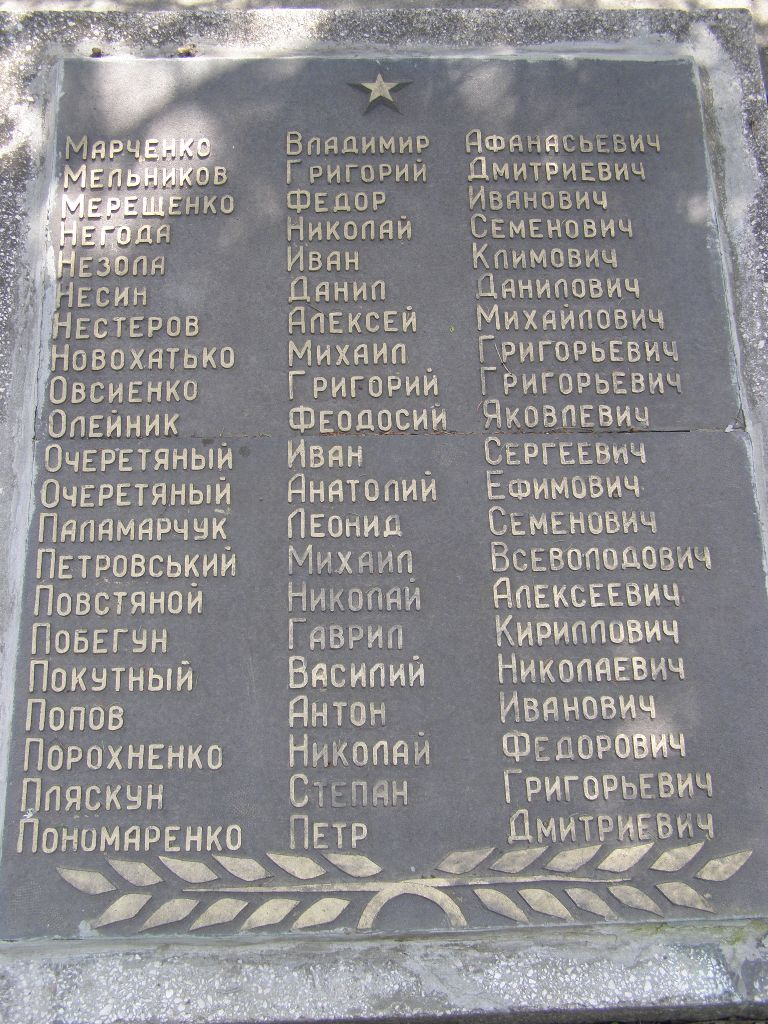 Марченко Владимир Афанасьевич
Мельников Григорий Дмитриевич
Мерещенко Федор Иванович
Негода Николай Семенович
Незола Иван Климович
Несин Данил Данилович
Нестеров Алексей Михайлович
Новохатько Михаил Григорьевич
Овсиенко Григорий Григорьевич
Олейник Феодосий Яковлевич
Очеретяный Иван Сергеевич
Очеретяный Анатолий Ефимович
Паламарчук Леонид Семенович
Петровський Михаил Всеволодович
Повстяной Николай Алексеевич
Побегун Гаврил Кириллович
Покутный Василий Николаевич
Попов Антон Иванович
Порохненко Николай Федорович
Пляскун Степан Григорьевич
Пономаренко Петр Дмитриевич